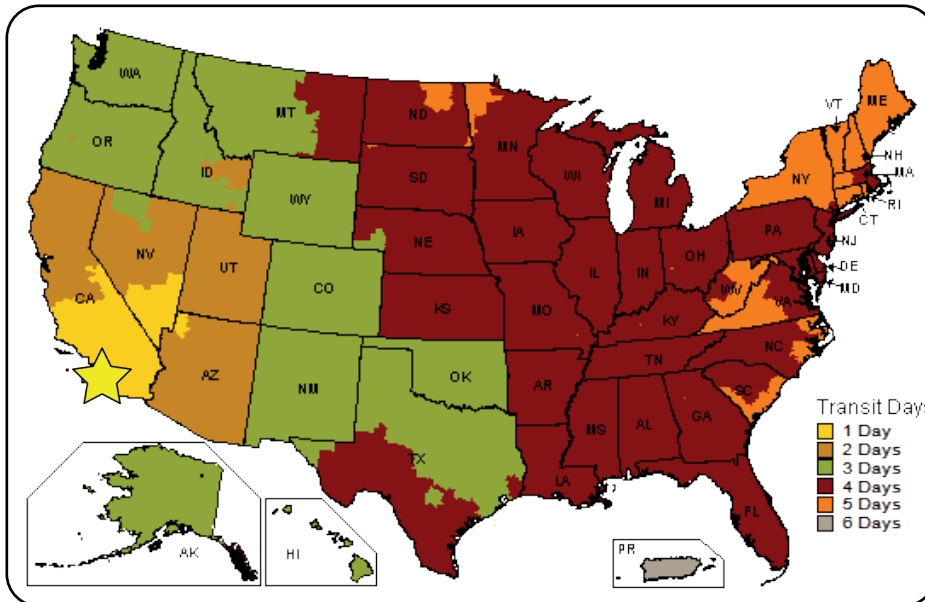 WA
MT
ND
MN
VT
ME
OR
ID
WY
SD
WI
MI
NY
NH
MA
RI
CT
NV
UT
CO
NE
IA
IL
IN
OH
PA
NJ
DE
MD
CA
KS
MO
KY
WV
VA
AZ
NM
OK
AR
TN
NC
SC
TX
LA
MS
AL
GA
FL
Transit Days
1 Day
2 Days
3 Days
4 Days
5 Days
6 Days
AK
HI
PR